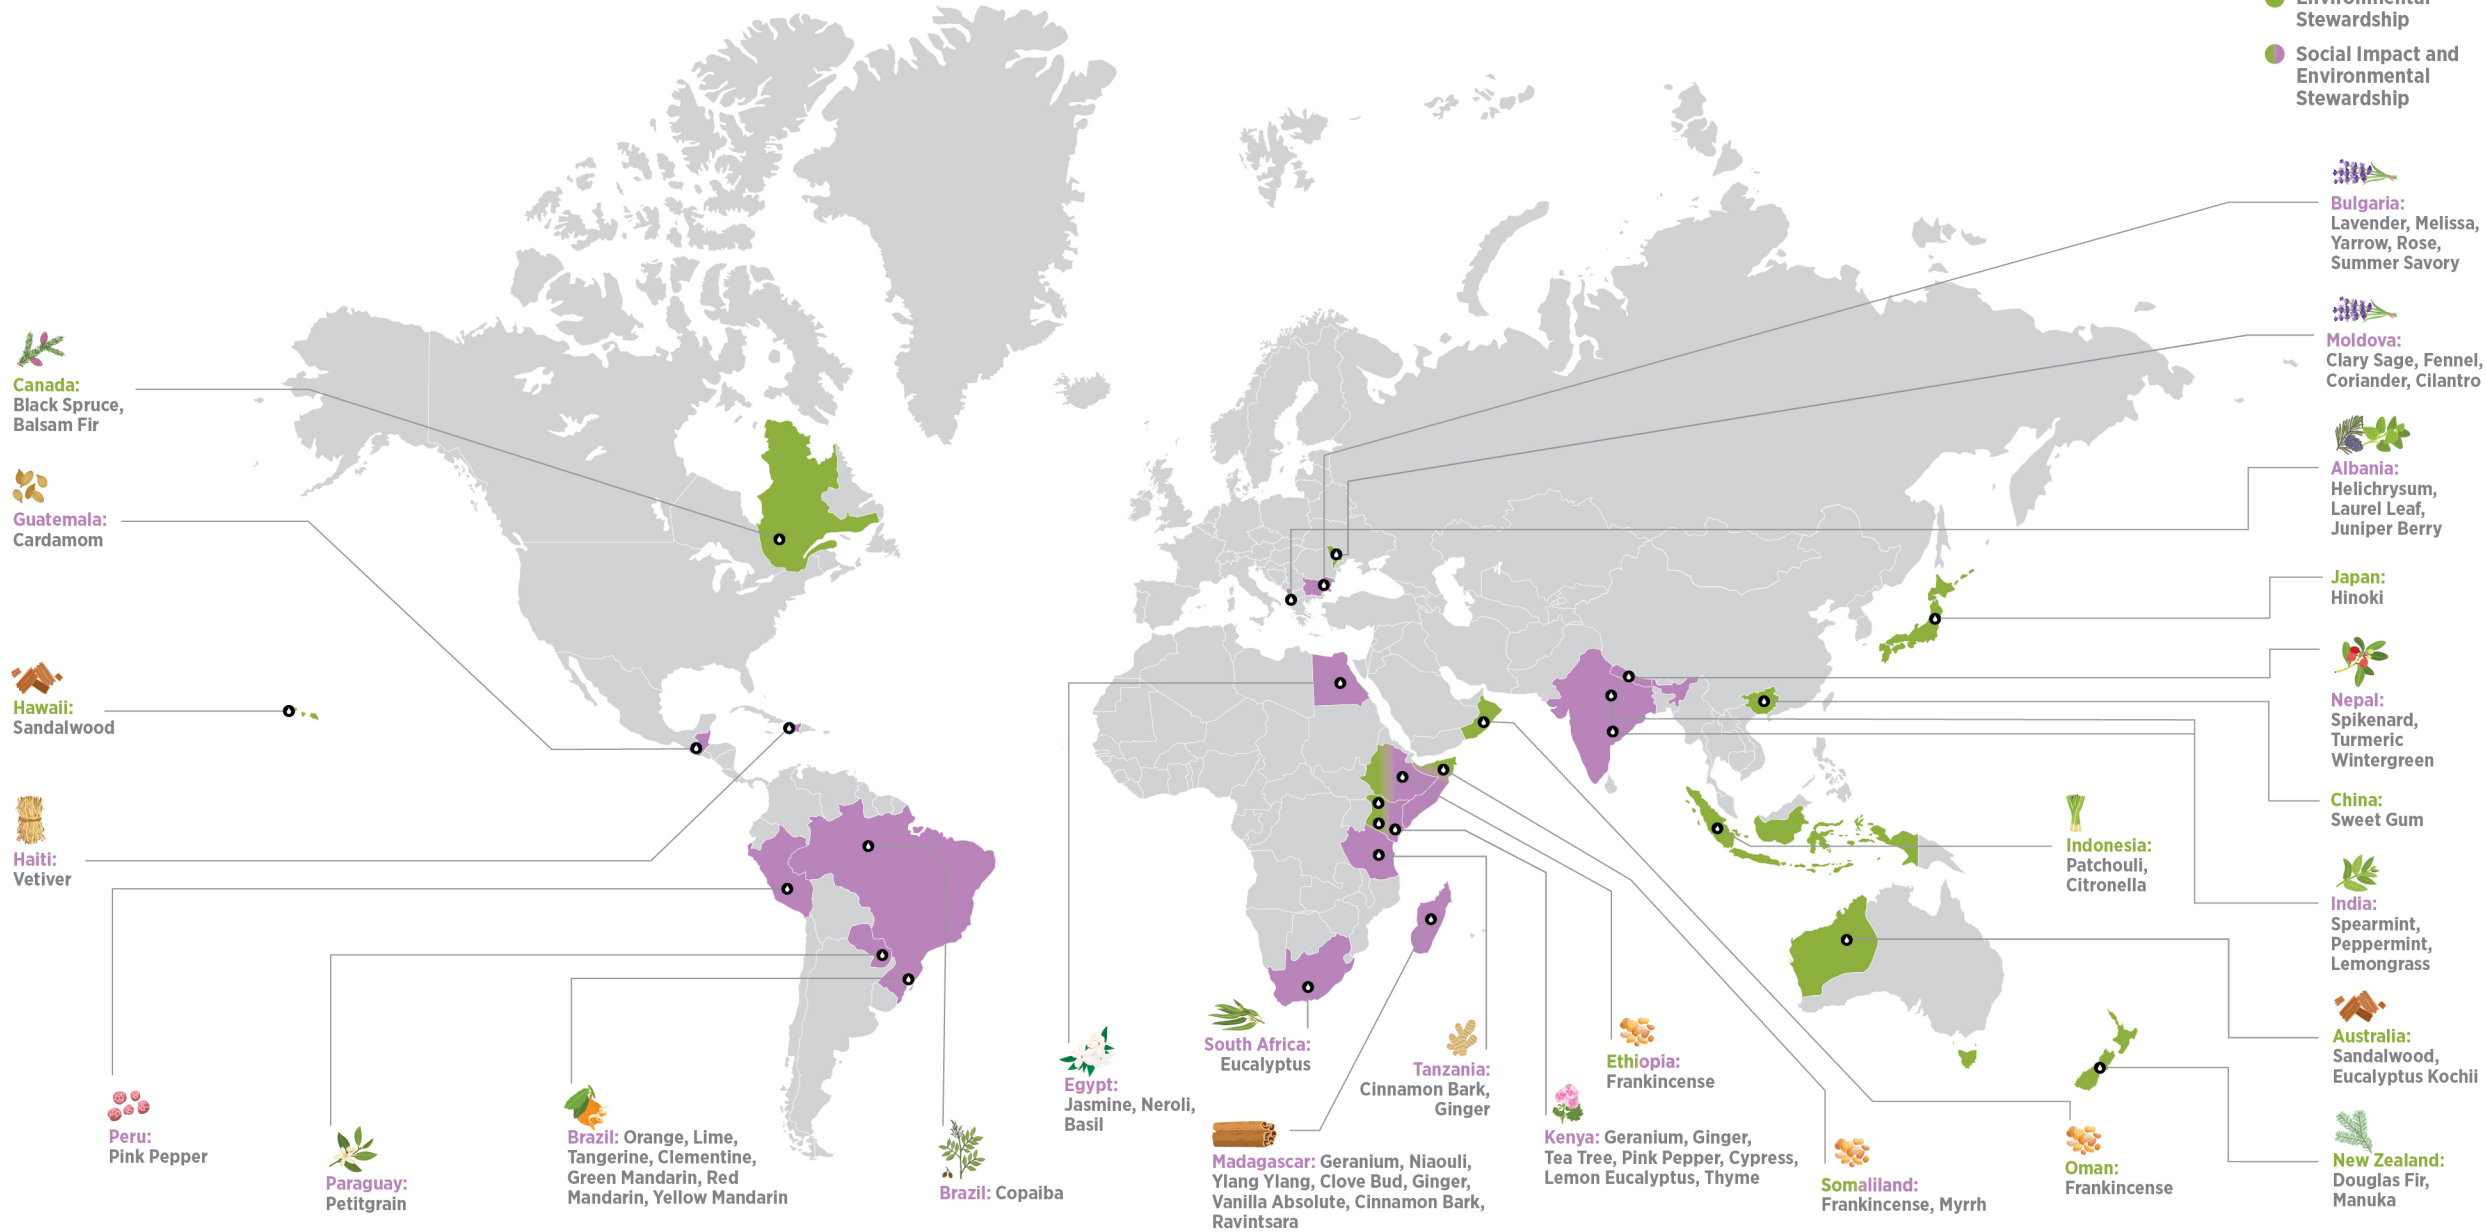 Environmental
Stewardship
Social Impact and
Environmental
Stewardship
Canada:
Black Spruce,
Balsam Fir
Guatemala:
Cardamom
Hawaii:
Sandalwood
Haiti:
Vetiver
Peru:
Pink Pepper
Paraguay:
Petitgrain
Brazil: Orange, Lime,
Tangerine, Clementine,
Green Mandarin, Red
Mandarin, Yellow Mandarin
Brazil: Copaiba
Egypt:
Jasmine, Neroli,
Basil
South Africa:
Eucalyptus
Madagascar: Geranium, Niaouli,
Ylang Ylang, Clove Bud, Ginger,
Vanilla Absolute, Cinnamon Bark,
Ravintsara
Tanzania:
Cinnamon Bark,
Ginger
Kenya: Geranium, Ginger,
Tea Tree, Pink Pepper, Cypress,
Lemon Eucalyptus, Thyme
Ethiopia:
Frankincense
Somaliland:
Frankincense, Myrrh
Oman:
Frankincense
Indonesia:
Patchouli,
Citronella
Bulgaria:
Lavender, Melissa,
Yarrow, Rose,
Summer Savory
Moldova:
Clary Sage, Fennel,
Coriander, Cilantro
Albania:
Helichrysum,
Laurel Leaf,
Juniper Berry
Japan:
Hinoki
Nepal:
Spikenard,
Turmeric
Wintergreen
China:
Sweet Gum
India:
Spearmint,
Peppermint,
Lemongrass
Australia:
Sandalwood,
Eucalyptus Kochii
New Zealand:
Douglas Fir,
Manuka